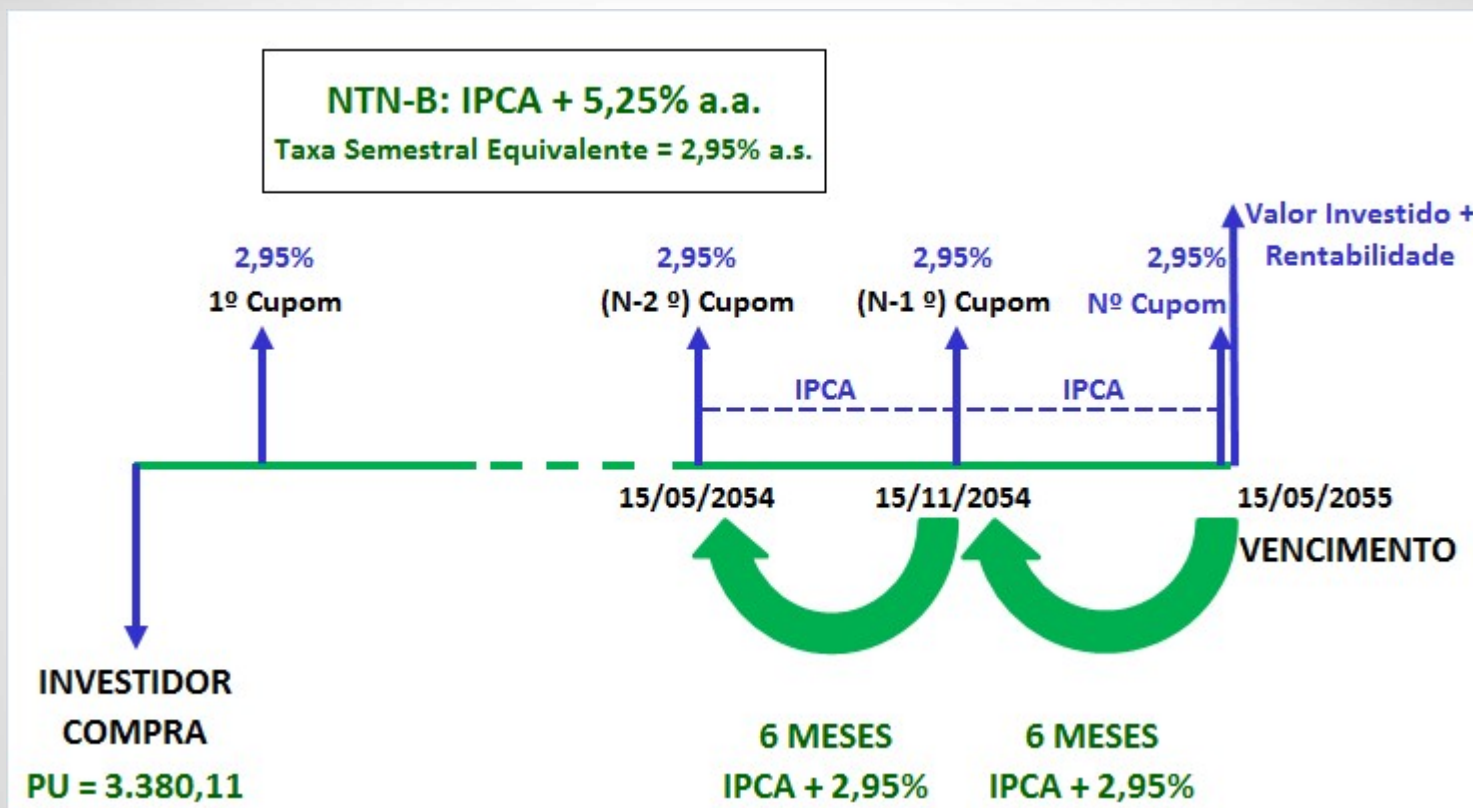 NTN-B: IPCA + 5,25% a.a.
Taxa Semestral Equivalente = 2,95% a.s.
Valor Investido +
Rentabilidade
2,95%
1º Cupom
2,95%
(N-2 º) Cupom
2,95%
(N-1 º) Cupom
2,95%
Nº Cupom
IPCA
IPCA
15/05/2054
15/11/2054
15/05/2055
VENCIMENTO
INVESTIDOR
COMPRA
PU = 3.380,11
6 MESES
IPCA + 2,95%
6 MESES
IPCA + 2,95%